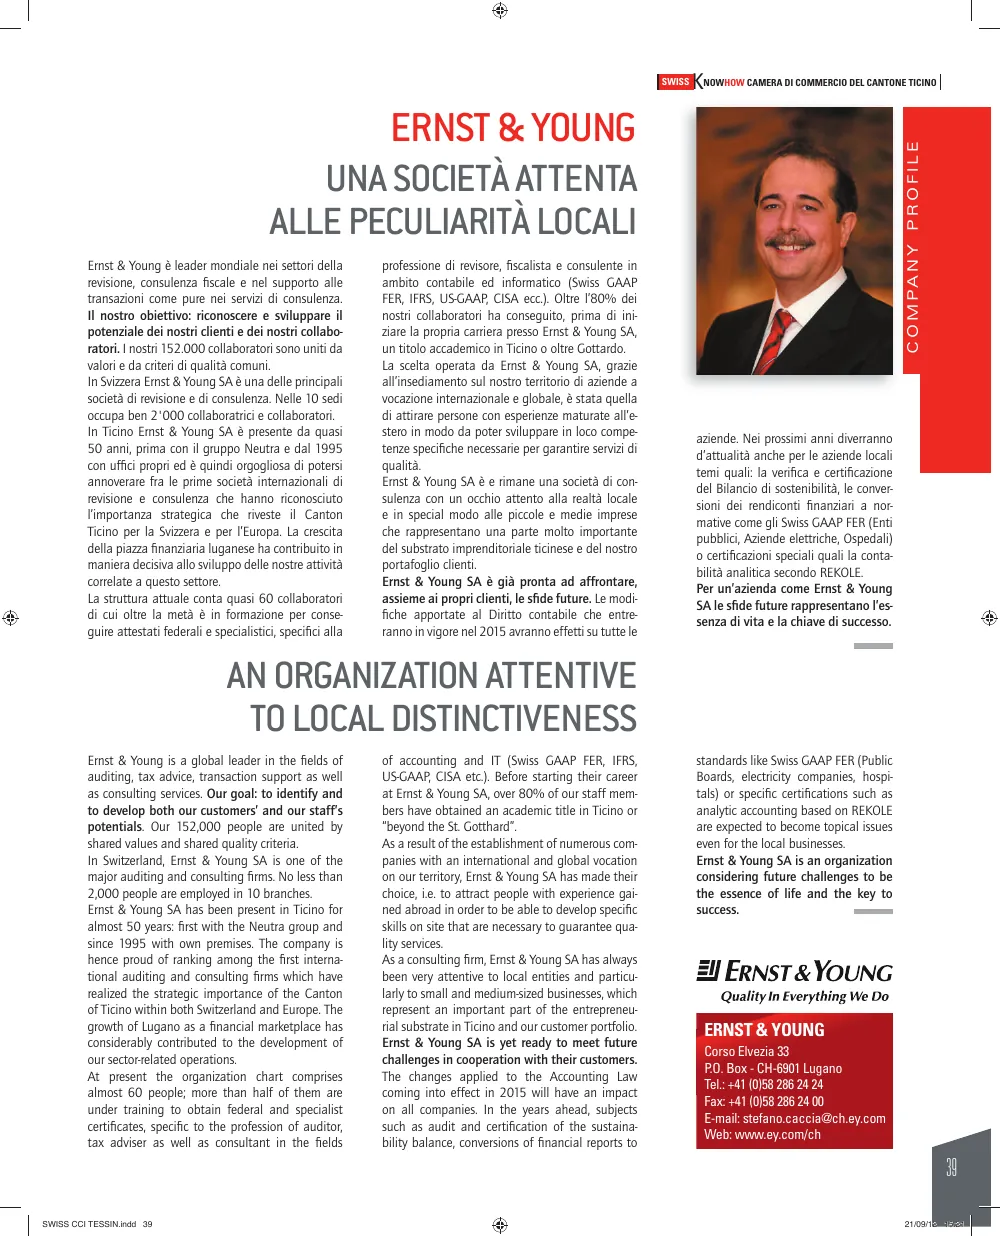 SWISS KNOWHOW CAMERA DI COMMERCIO DEL CANTONE TICINO
ERNST & YOUNG
UNA SOCIETÀ ATTENTA
ALLE PECULIARITÀ LOCALI
COMPANY PROFILE
Ernst & Young è leader mondiale nei settori della
revisione, consulenza fiscale e nel supporto alle
transazioni come pure nei servizi di consulenza.
Il nostro obiettivo: riconoscere e sviluppare il
potenziale dei nostri clienti e dei nostri collabo-
ratori. I nostri 152.000 collaboratori sono uniti da
valori e da criteri di qualità comuni.
In Svizzera Ernst & Young SA è una delle principali
società di revisione e di consulenza. Nelle 10 sedi
occupa ben 2'000 collaboratrici e collaboratori.
In Ticino Ernst & Young SA è presente da quasi
50 anni, prima con il gruppo Neutra e dal 1995
con uffici propri ed è quindi orgogliosa di potersi
annoverare fra le prime società internazionali di
revisione e consulenza che hanno riconosciuto
l'importanza strategica che riveste il Canton
Ticino per la Svizzera e per l'Europa. La crescita
della piazza finanziaria luganese ha contribuito in
maniera decisiva allo sviluppo delle nostre attività
correlate a questo settore.
La struttura attuale conta quasi 60 collaboratori
di cui oltre la metà è in formazione per conse-
guire attestati federali e specialistici, specifici alla
professione di revisore, fiscalista e consulente in
ambito contabile ed informatico (Swiss GAAP
FER, IFRS, US-GAAP, CISA ecc.). Oltre l'80% dei
nostri collaboratori ha conseguito, prima di ini-
ziare la propria carriera presso Ernst & Young SA,
un titolo accademico in Ticino o oltre Gottardo.
La scelta operata da Ernst & Young SA, grazie
all'insediamento sul nostro territorio di aziende a
vocazione internazionale e globale, è stata quella
di attirare persone con esperienze maturate all'e-
stero in modo da poter sviluppare in loco compe-
tenze specifiche necessarie per garantire servizi di
qualità.
Ernst & Young SA è e rimane una società di con-
sulenza con un occhio attento alla realtà locale
e in special modo alle piccole e medie imprese
che rappresentano una parte molto importante
del substrato imprenditoriale ticinese e del nostro
portafoglio clienti.
Ernst & Young SA è già pronta ad affrontare,
assieme ai propri clienti, le sfide future. Le modi-
fiche apportate al Diritto contabile che entre-
ranno in vigore nel 2015 avranno effetti su tutte le
aziende. Nei prossimi anni diverranno
d'attualità anche per le aziende locali
temi quali: la verifica e certificazione
del Bilancio di sostenibilità, le conver-
sioni dei rendiconti finanziari a nor-
mative come gli Swiss GAAP FER (Enti
pubblici, Aziende elettriche, Ospedali)
o certificazioni speciali quali la conta-
bilità analitica secondo REKOLE.
Per un'azienda come Ernst & Young
SA le sfide future rappresentano l'es-
senza di vita e la chiave di successo.
AN ORGANIZATION ATTENTIVE
TO LOCAL DISTINCTIVENESS
Ernst & Young is a global leader in the fields of
auditing, tax advice, transaction support as well
as consulting services. Our goal: to identify and
to develop both our customers' and our staff's
potentials. Our 152,000 people are united by
shared values and shared quality criteria.
In Switzerland, Ernst & Young SA is one of the
major auditing and consulting firms. No less than
2,000 people are employed in 10 branches.
Ernst & Young SA has been present in Ticino for
almost 50 years: first with the Neutra group and
since 1995 with own premises. The company is
hence proud of ranking among the first interna-
tional auditing and consulting firms which have
realized the strategic importance of the Canton
of Ticino within both Switzerland and Europe. The
growth of Lugano as a financial marketplace has
considerably contributed to the development of
our sector-related operations.
At present the organization chart comprises
almost 60 people; more than half of them are
under training to obtain federal and specialist
certificates, specific to the profession of auditor,
tax adviser as well as consultant in the fields
of accounting and IT (Swiss GAAP FER, IFRS,
US-GAAP, CISA etc.). Before starting their career
at Ernst & Young SA, over 80% of our staff mem-
bers have obtained an academic title in Ticino or
"beyond the St. Gotthard".
As a result of the establishment of numerous com-
panies with an international and global vocation
on our territory, Ernst & Young SA has made their
choice, i.e. to attract people with experience gai-
ned abroad in order to be able to develop specific
skills on site that are necessary to guarantee qua-
lity services.
As a consulting firm, Ernst & Young SA has always
been very attentive to local entities and particu-
larly to small and medium-sized businesses, which
represent an important part of the entrepreneu-
rial substrate in Ticino and our customer portfolio.
Ernst & Young SA is yet ready to meet future
challenges in cooperation with their customers.
The changes applied to the Accounting Law
coming into effect in 2015 will have an impact
on all companies. In the years ahead, subjects
such as audit and certification of the sustaina-
bility balance, conversions of financial reports to
standards like Swiss GAAP FER (Public
Boards, electricity companies, hospi-
tals) or specific certifications such as
analytic accounting based on REKOLE
are expected to become topical issues
even for the local businesses.
Ernst & Young SA is an organization
considering future challenges to be
the essence of life and the key to
success.
ERNST & YOUNG
Quality In Everything We Do
ERNST & YOUNG
Corso Elvezia 33
P.O. Box - CH-6901 Lugano
Tel.: +41 (0)58 286 24 24
Fax: +41 (0)58 286 24 00
E-mail: stefano.caccia@ch.ey.com
Web: www.ey.com/ch
39
SWISS CCI TESSIN.indd 39
21/09/12